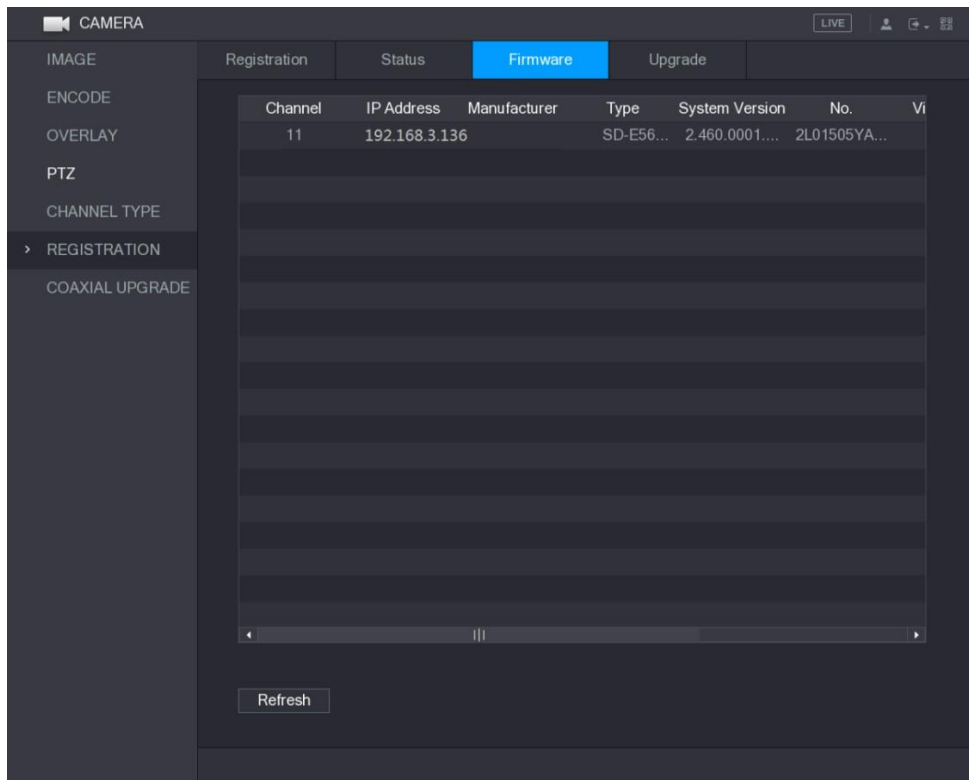 CAMERA LIVE
IMAGE
ENCODE
OVERLAY
PTZ
CHANNEL TYPE
REGISTRATION
COAXIAL UPGRADE
Registration Status Firmware Upgrade
Channel IP Address Manufacturer Type System Version No. Vi
11 192.168.3.136 SD-E56... 2.460.0001.... 2L01505YA...
Refresh